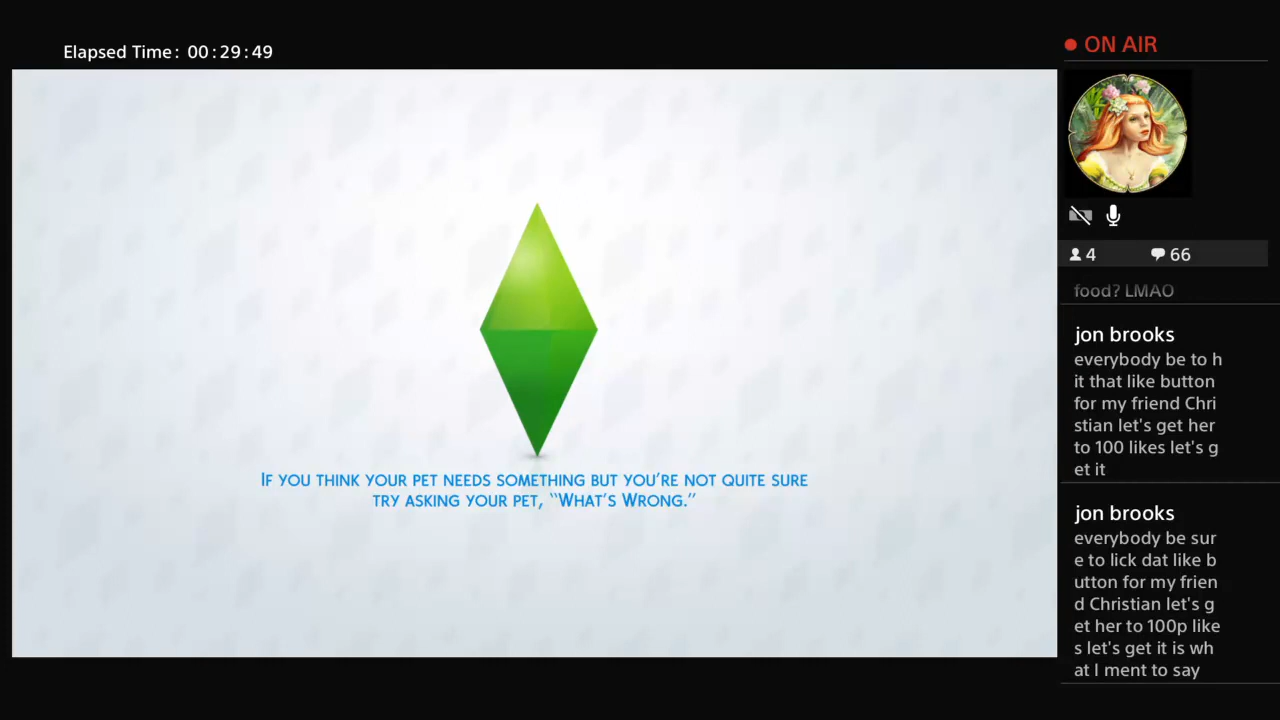 Elapsed Time: 00:29:49
ON AIR
4
66
IF YOU THINK YOUR PET NEEDS SOMETHING BUT YOU'RE NOT QUITE SURE
TRY ASKING YOUR PET, “WHAT'S WRONG.”
food? LMAO
jon brooks
everybody be to h
it that like button
for my friend Chri
stian let's get her
to 100 likes let's g
et it
jon brooks
everybody be sur
e to lick dat like b
utton for my frien
d Christian let's g
et her to 100p like
s let's get it is wh
at I ment to say